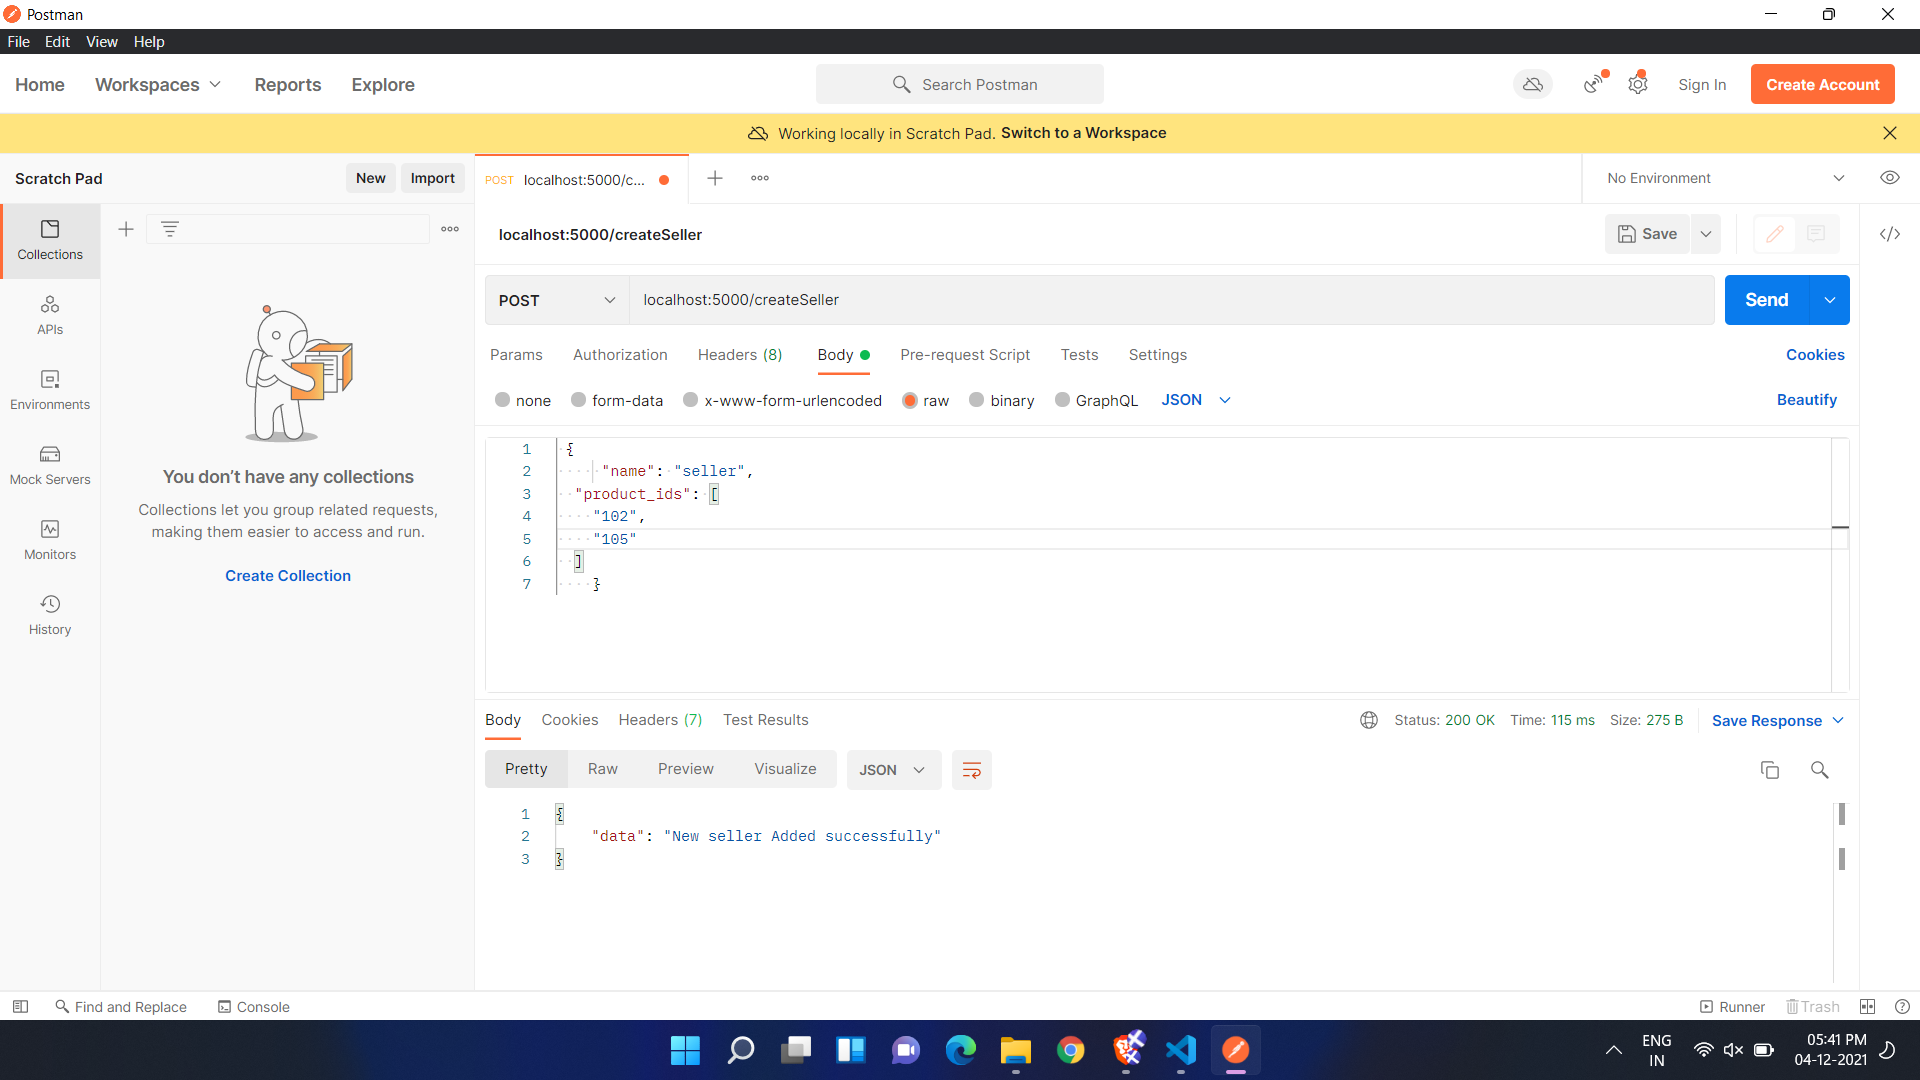 Postman
File Edit View Help
Home Workspaces Reports Explore
Search Postman
Sign In
Create Account
Working locally in Scratch Pad. Switch to a Workspace
Scratch Pad
New Import
POST localhost:5000/c...
No Environment
Collections
APIs
Environments
Mock Servers
Monitors
History
You don't have any collections
Collections let you group related requests,
making them easier to access and run.
Create Collection
localhost:5000/createSeller
Save
POST localhost:5000/createSeller
Send
Params Authorization Headers (8) Body Pre-request Script Tests Settings
Cookies
none form-data x-www-form-urlencoded raw binary GraphQL JSON
Beautify
1 {
2 "name": "seller",
3 "product_ids": [
4 "102",
5 "105"
6 ]
7 }
Body Cookies Headers (7) Test Results
Status: 200 OK Time: 115 ms Size: 275 B
Save Response
Pretty Raw Preview Visualize JSON
1 {
2 "data": "New seller Added successfully"
3 }
Find and Replace Console
Runner Trash
ENG
IN
05:41 PM
04-12-2021